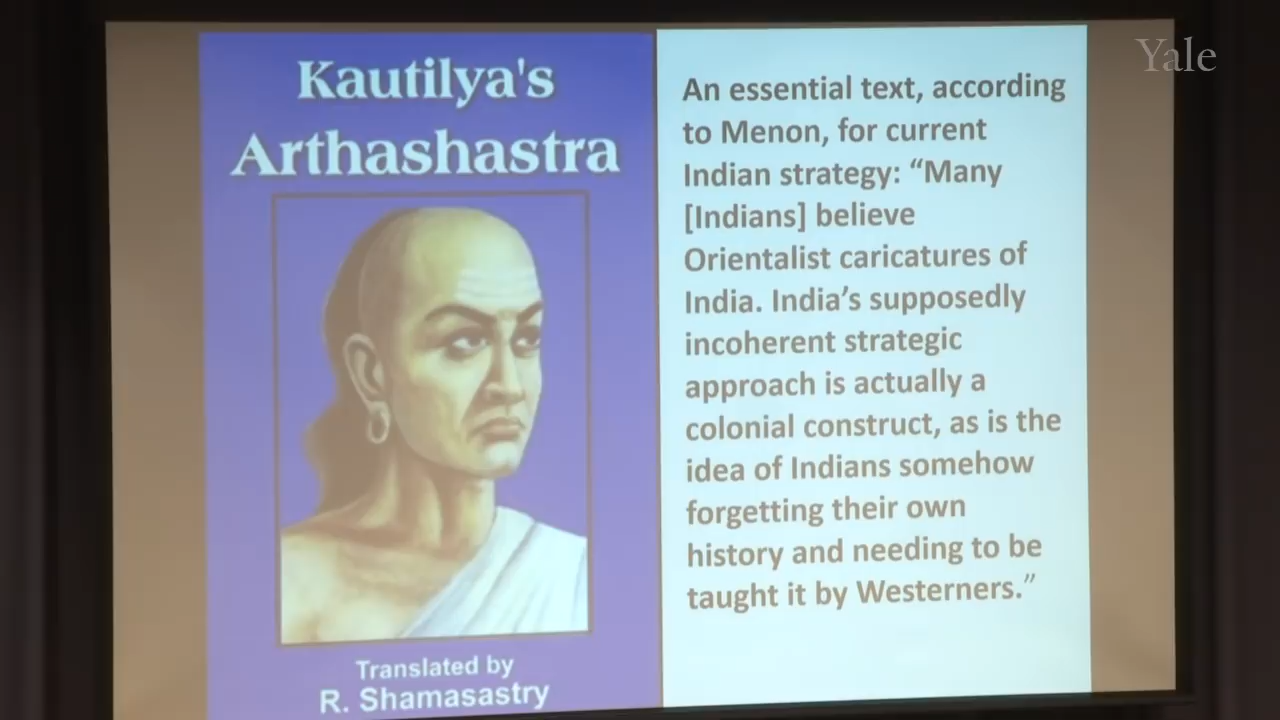 Yale
Kautilya's
Arthashastra
Translated by
R. Shamasastry
An essential text, according
to Menon, for current
Indian strategy: “Many
[Indians] believe
Orientalist caricatures of
India. India’s supposedly
incoherent strategic
approach is actually a
colonial construct, as is the
idea of Indians somehow
forgetting their own
history and needing to be
taught it by Westerners.”